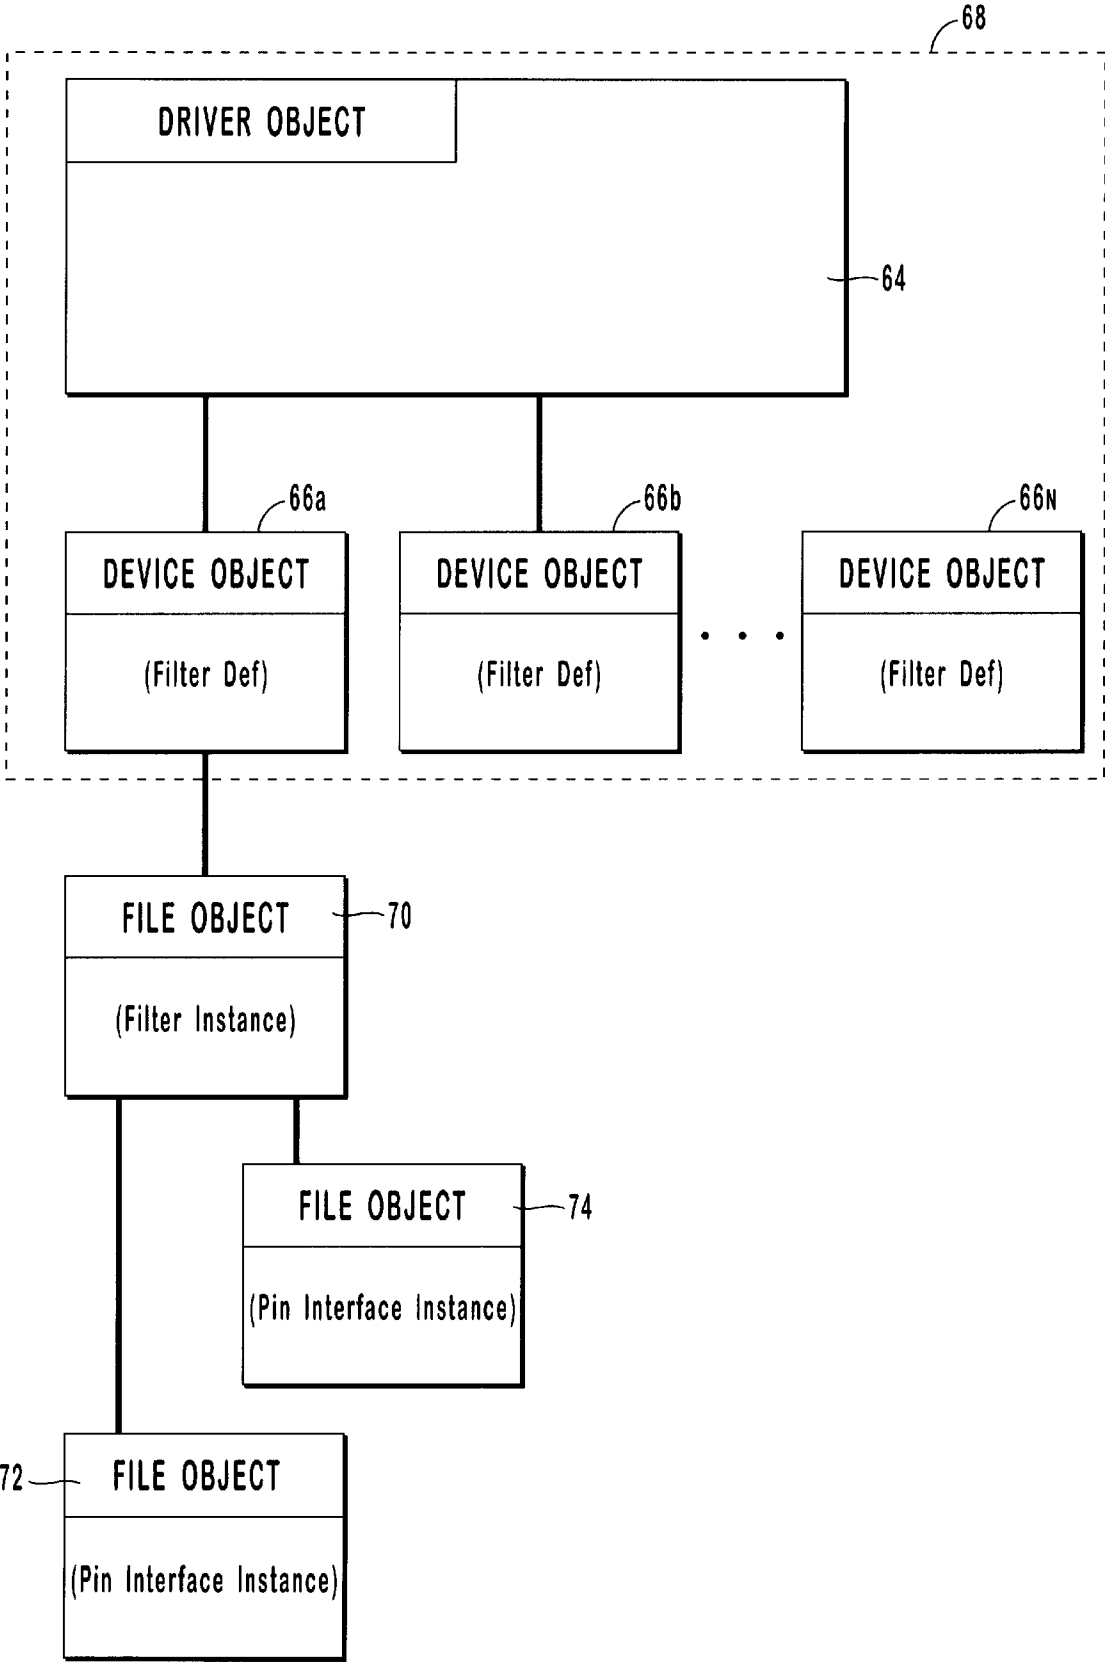 68
DRIVER OBJECT
64
66a
66b
66N
DEVICE OBJECT
DEVICE OBJECT
DEVICE OBJECT
(Filter Def)
(Filter Def)
(Filter Def)
FILE OBJECT
70
(Filter Instance)
FILE OBJECT
74
(Pin Interface Instance)
72
FILE OBJECT
(Pin Interface Instance)